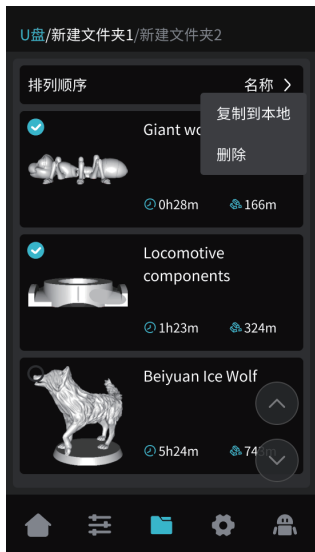 U盘/新建文件夹1/新建文件夹2
排列顺序 名称
复制到本地
删除
Giant
0h28m 166m
Locomotive
components
1h23m 324m
Beiyuan Ice Wolf
5h24m